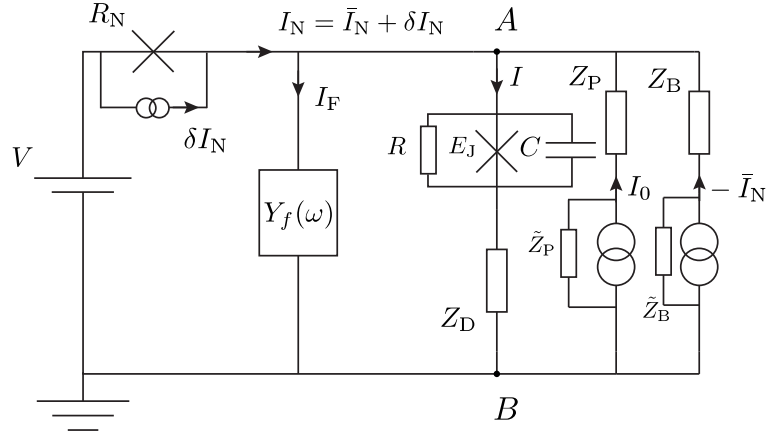 R_N
I_N = Ī_N + δI_N
A
δI_N
I_F
I
Z_P
Z_B
V
R
E_J
C
Y_f(ω)
I_0
− Ī_N
Z̃_P
Z̃_B
Z_D
B